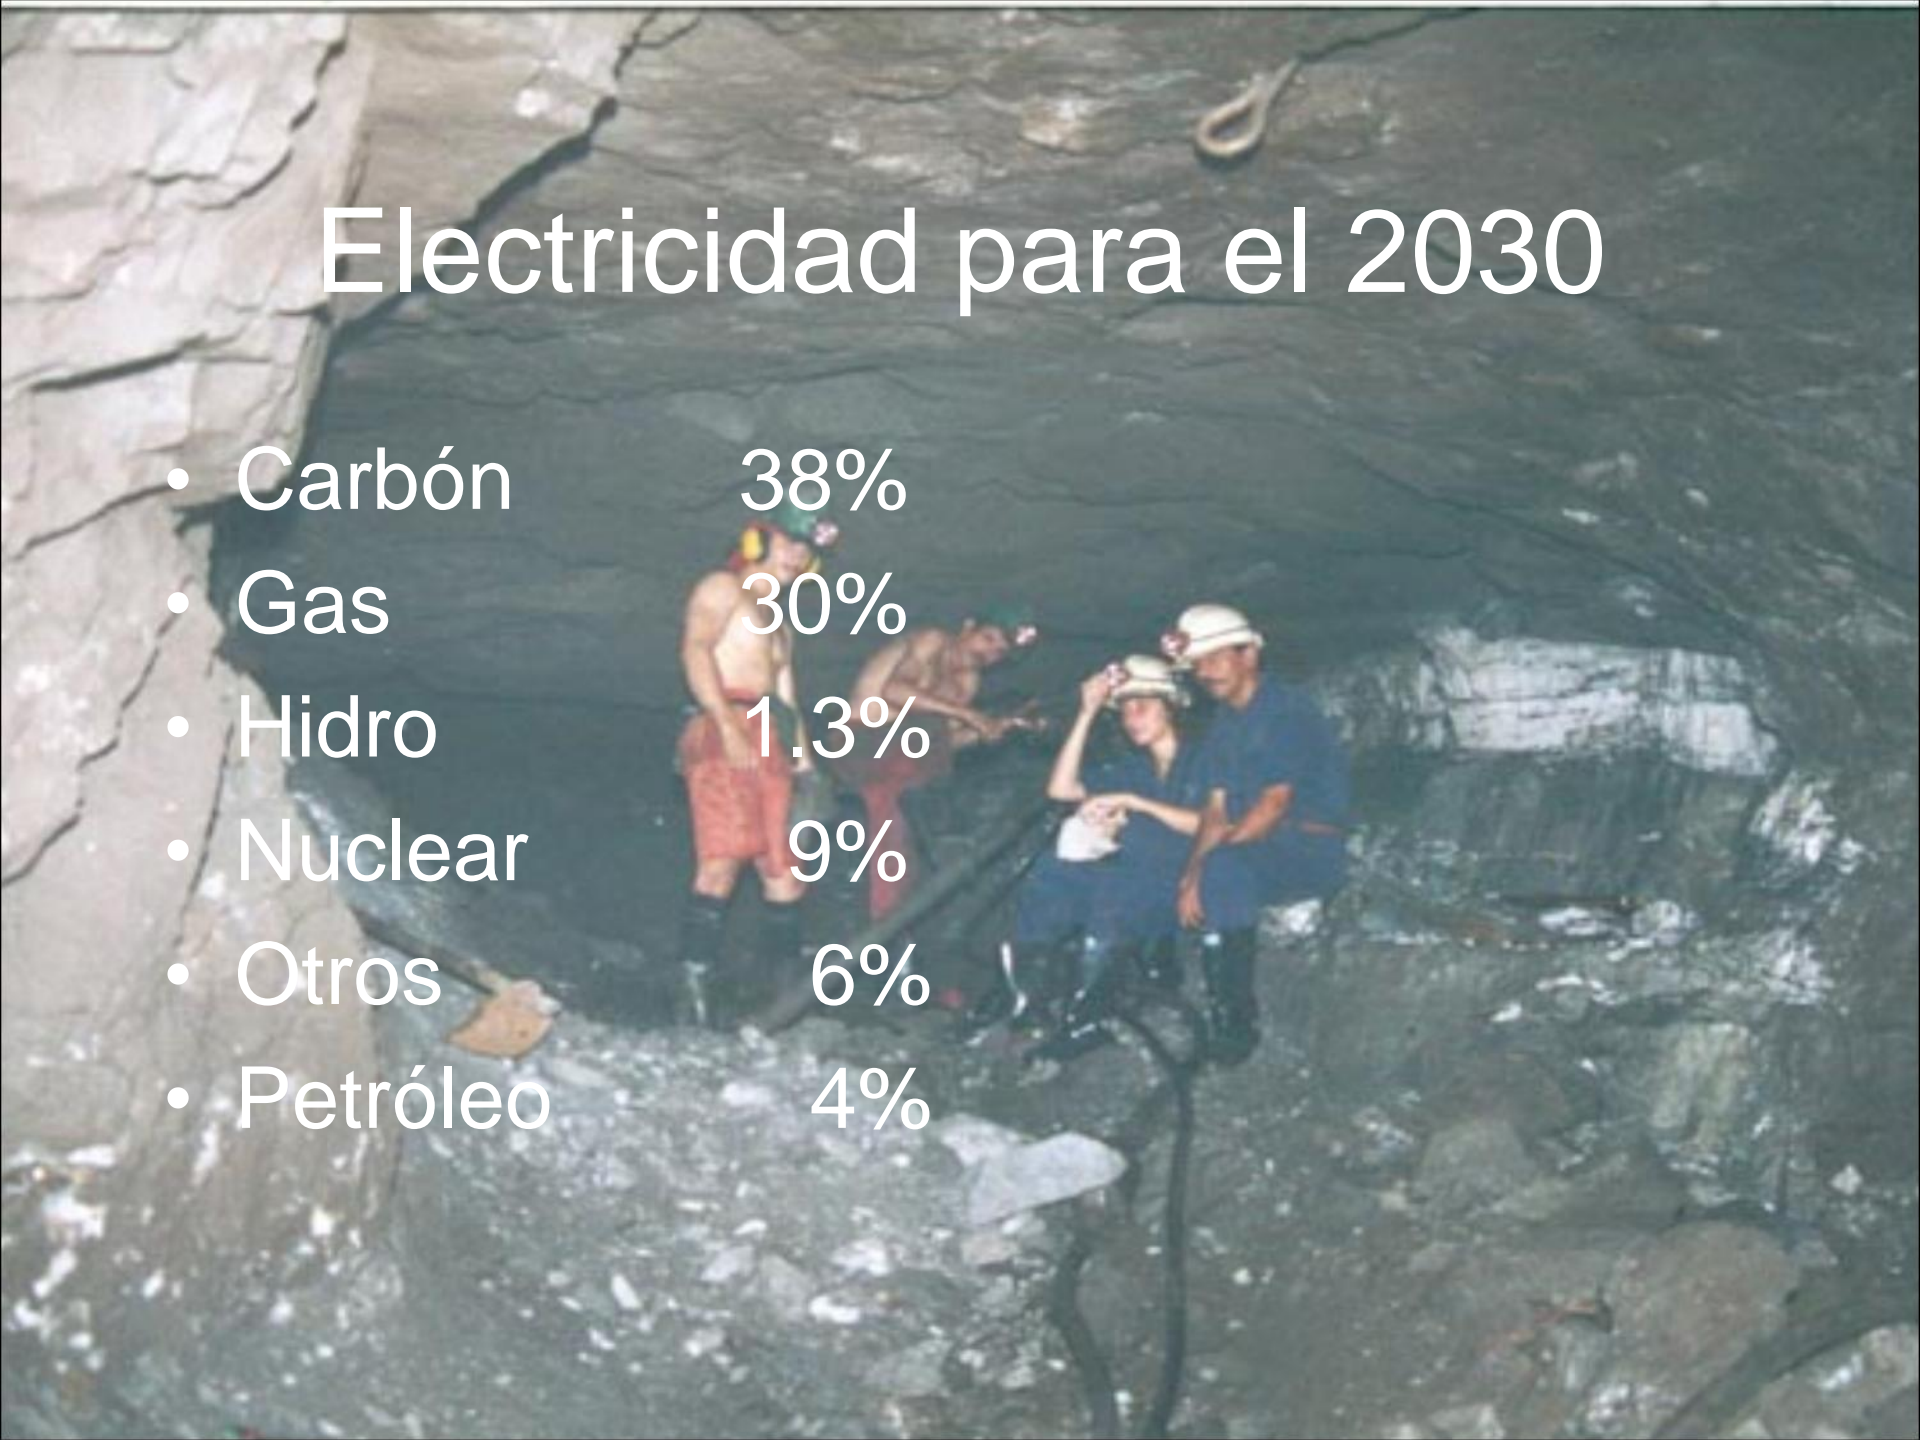 Electricidad para el 2030
• Carbón 38%
• Gas 30%
• Hidro 1.3%
• Nuclear 9%
• Otros 6%
• Petróleo 4%